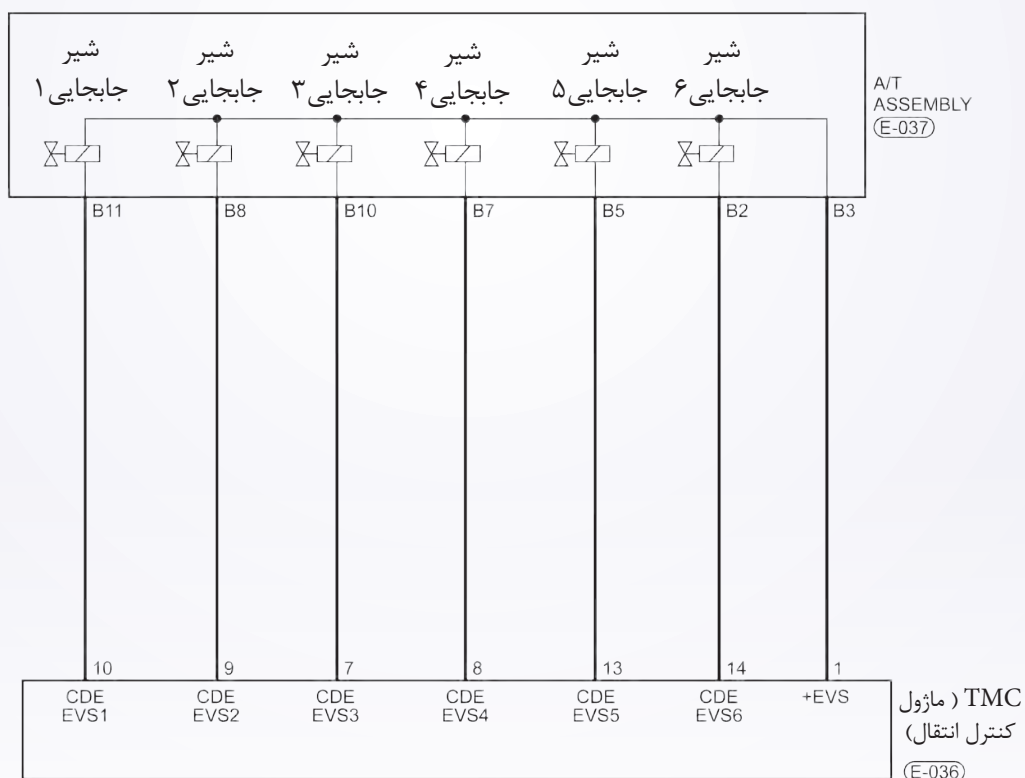 شیر
جابجایی۱
شیر
جابجایی۲
شیر
جابجایی۳
شیر
جابجایی۴
شیر
جابجایی۵
شیر
جابجایی۶
A/T
ASSEMBLY
E-037
B11 B8 B10 B7 B5 B2 B3
10 9 7 8 13 14 1
CDE
EVS1
CDE
EVS2
CDE
EVS3
CDE
EVS4
CDE
EVS5
CDE
EVS6
+EVS
TMC ( ماژول
کنترل انتقال)
E-036